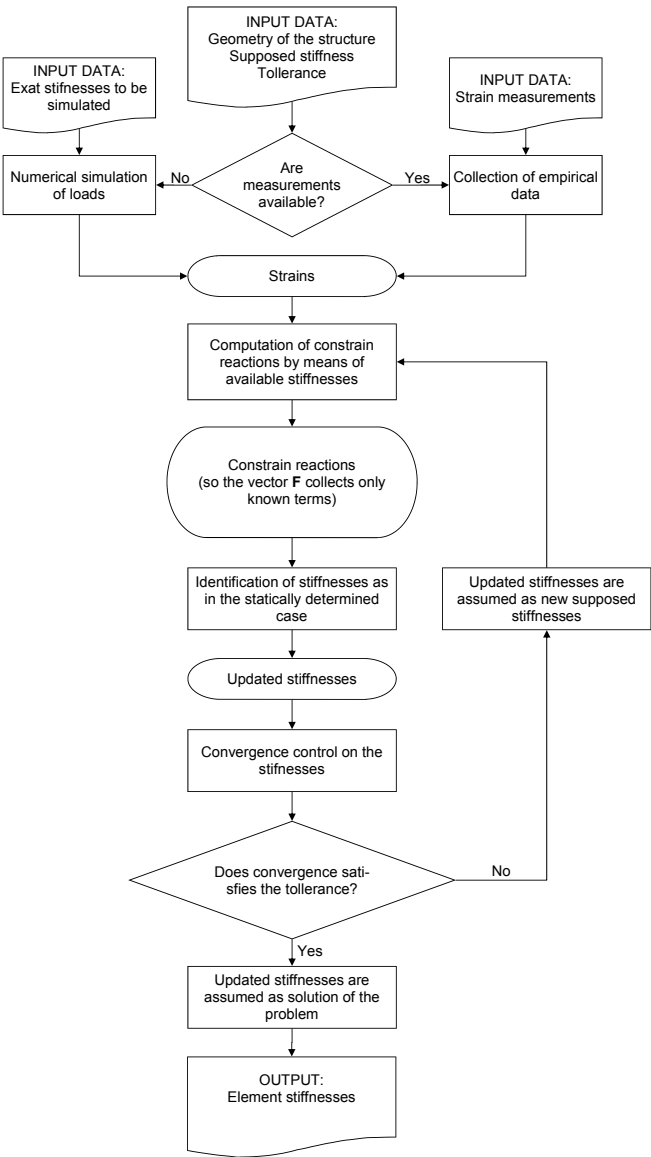 INPUT DATA:
Geometry of the structure
Supposed stiffness
Tollerance
INPUT DATA:
Exat stifnesses to be
simulated
INPUT DATA:
Strain measurements
Are
measurements
available?
No
Yes
Numerical simulation
of loads
Collection of empirical
data
Strains
Computation of constrain
reactions by means of
available stiffnesses
Constrain reactions
(so the vector F collects only
known terms)
Identification of stiffnesses as
in the statically determined
case
Updated stiffnesses are
assumed as new supposed
stiffnesses
Updated stiffnesses
Convergence control on the
stifnesses
Does convergence sati-
sfies the tollerance?
No
Yes
Updated stiffnesses are
assumed as solution of the
problem
OUTPUT:
Element stiffnesses